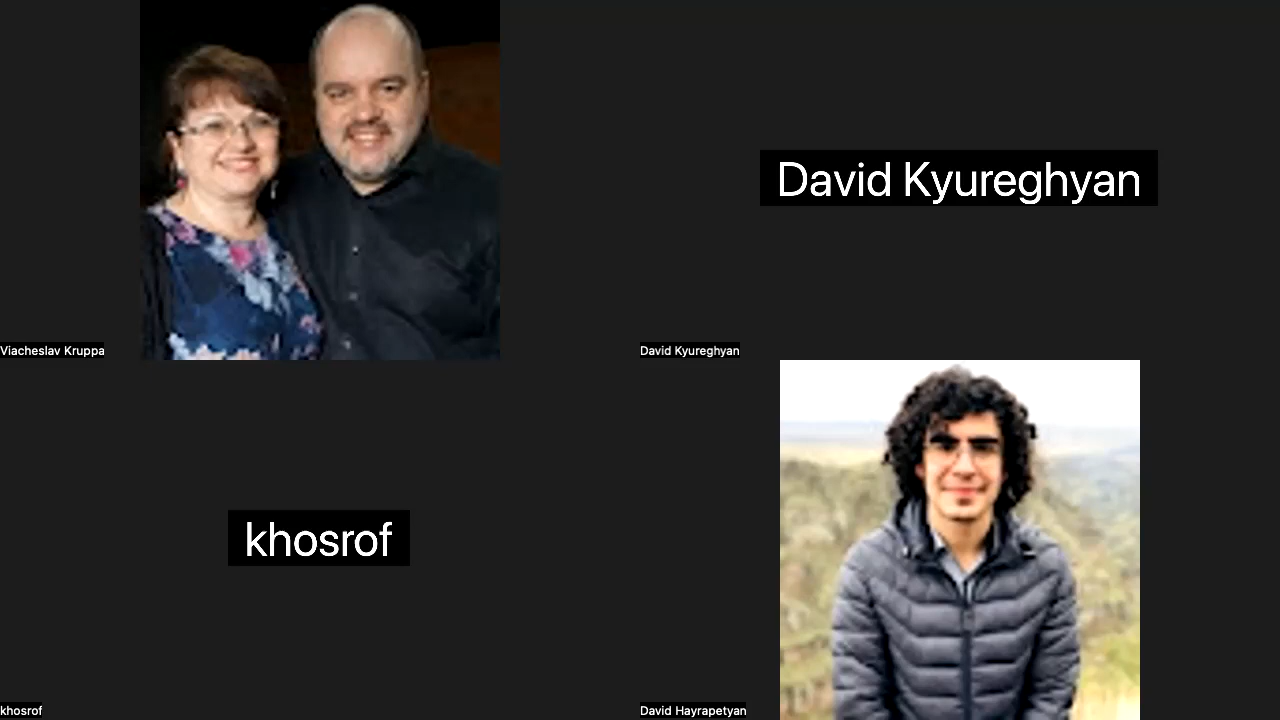 David Kyureghyan
Viacheslav Kruppa
David Kyureghyan
khosrof
khosrof
David Hayrapetyan